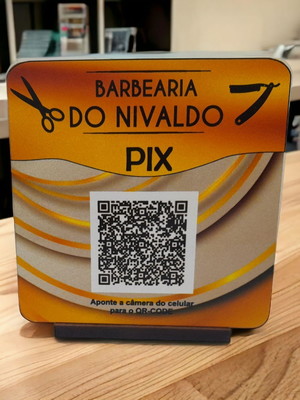 BARBEARIA
DO NIVALDO
PIX
Aponte a câmera do celular
para o QR-CODE